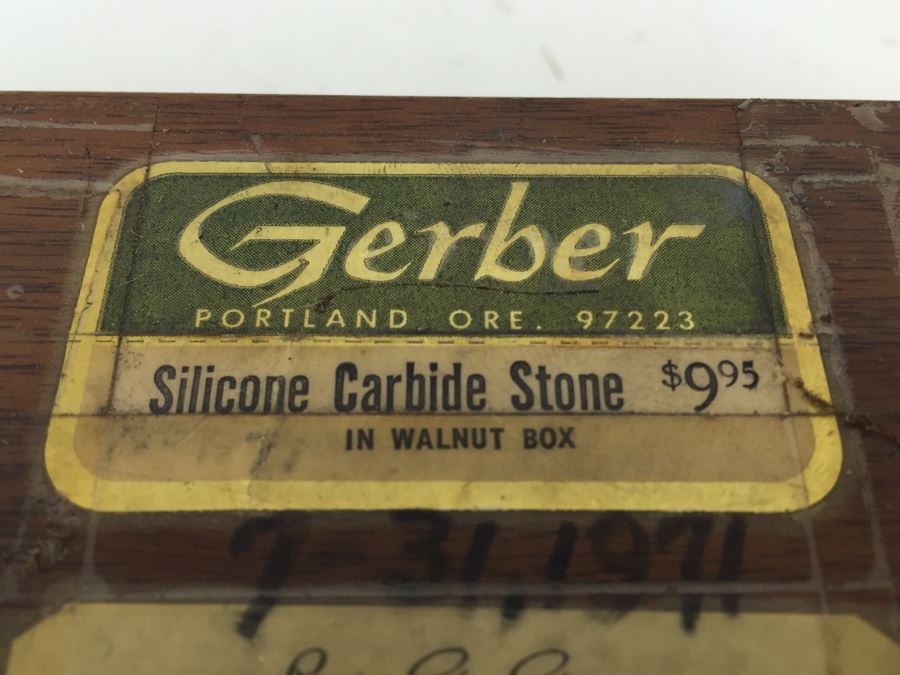 Gerber
PORTLAND, ORE. 97223
Silicone Carbide Stone $9.95
IN WALNUT BOX
7-31,1971